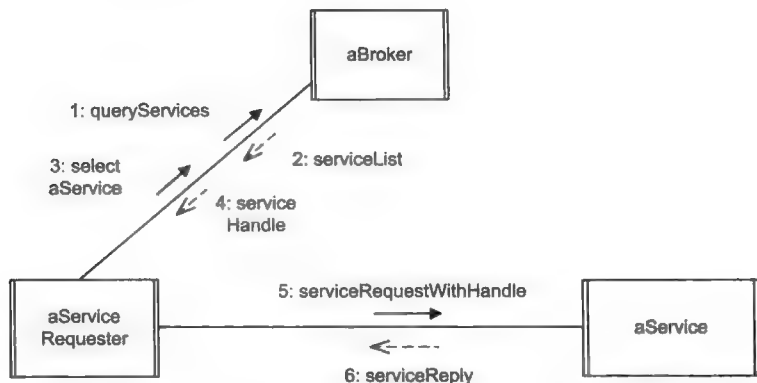 aBroker
1: queryServices
2: serviceList
3: select
aService
4: service
Handle
5: serviceRequestWithHandle
aService
Requester
aService
6: serviceReply